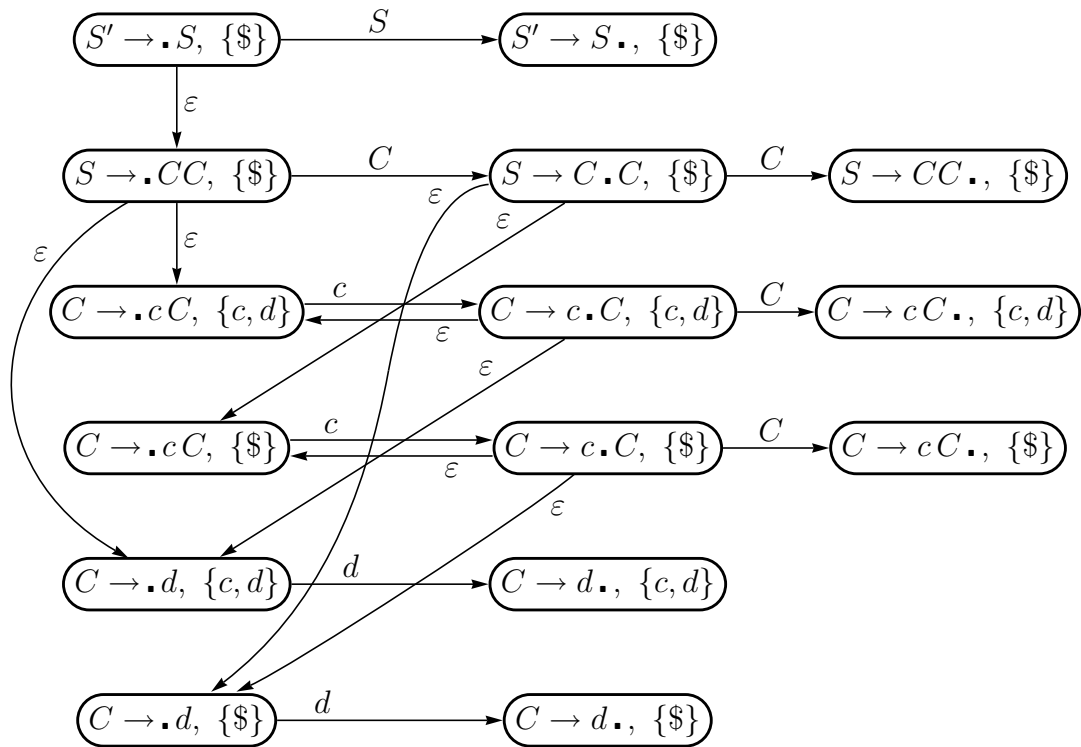 S′ → ▪ S, {$} S S′ → S ▪ , {$}
ε
S → ▪ CC, {$} C S → C ▪ C, {$} C S → CC ▪ , {$}
ε ε ε ε
C → ▪ c C, {c, d} c ε C → c ▪ C, {c, d} C C → c C ▪ , {c, d}
ε
C → ▪ c C, {$} c ε C → c ▪ C, {$} C C → c C ▪ , {$}
ε
C → ▪ d, {c, d} d C → d ▪ , {c, d}
C → ▪ d, {$} d C → d ▪ , {$}